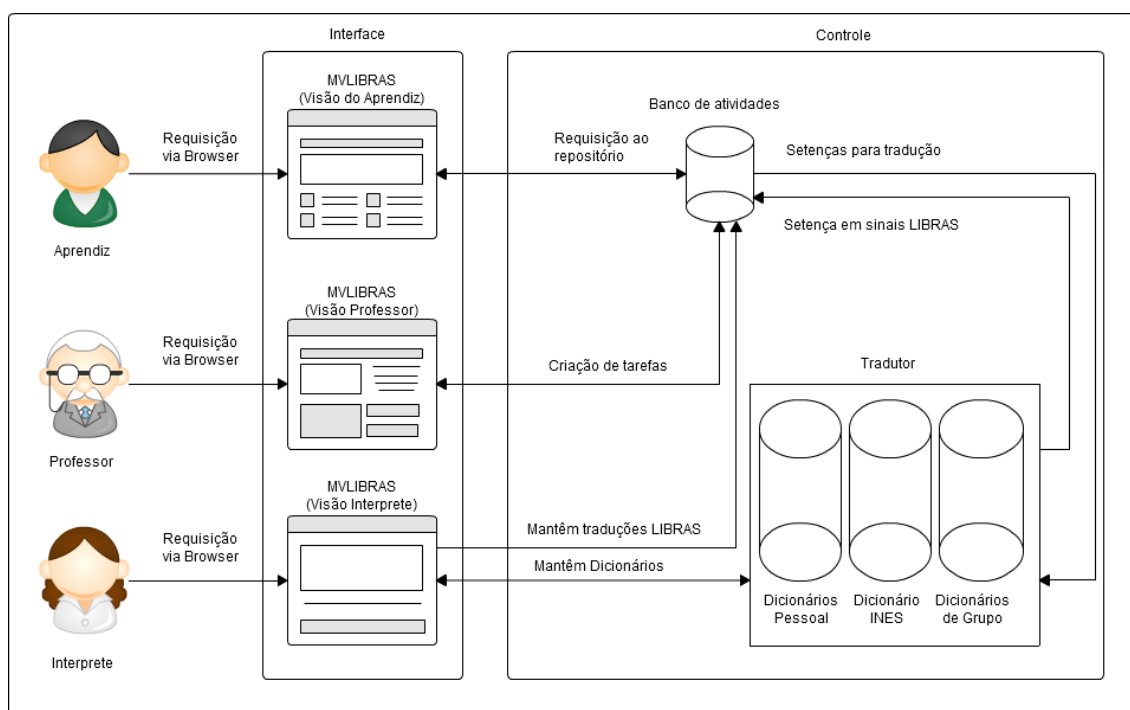 Interface
Controle
MVLIBRAS
(Visão do Aprendiz)
Banco de atividades
Requisição
via Browser
Requisição ao
repositório
Setenças para tradução
Setença em sinais LIBRAS
Aprendiz
MVLIBRAS
(Visão Professor)
Requisição
via Browser
Criação de tarefas
Tradutor
Professor
MVLIBRAS
(Visão Interprete)
Requisição
via Browser
Mantêm traduções LIBRAS
Mantêm Dicionários
Dicionários
Pessoal
Dicionário
INES
Dicionários
de Grupo
Interprete